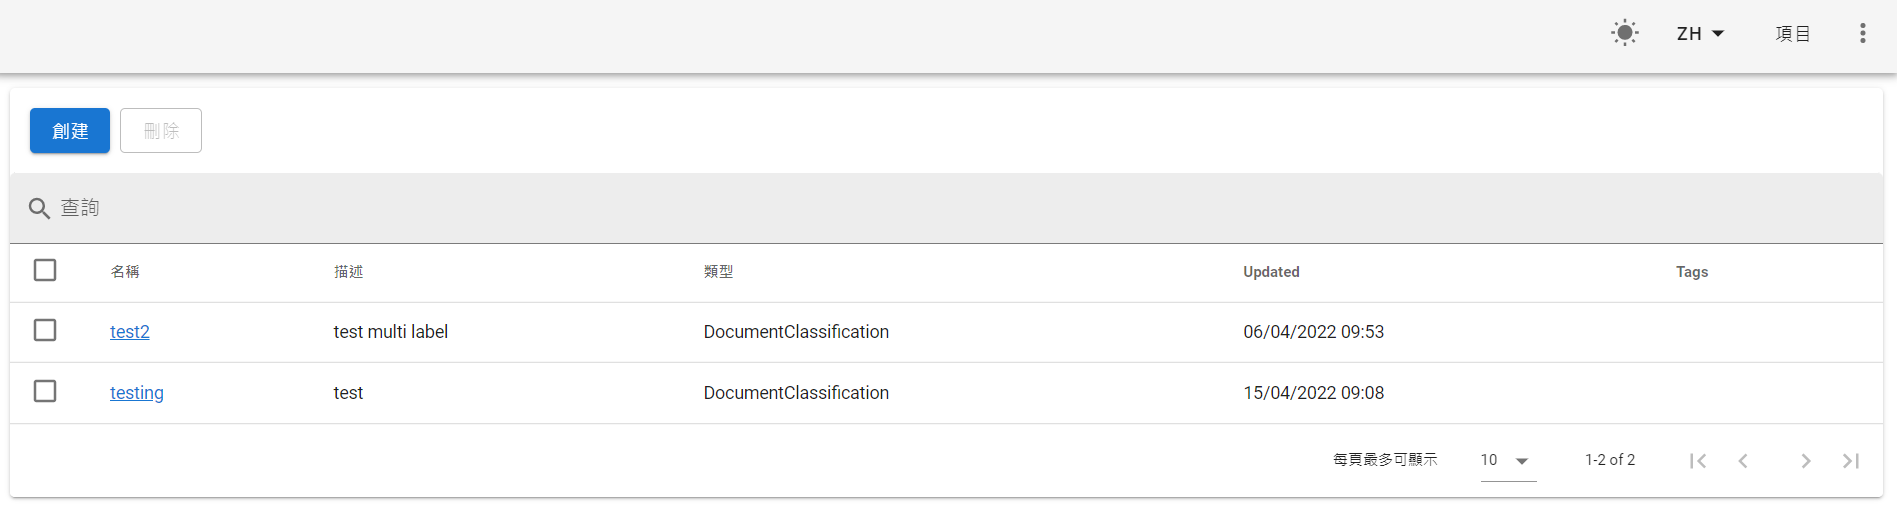 ZH 項目
創建 刪除
查詢
名稱 描述 類型 Updated Tags
test2 test multi label DocumentClassification 06/04/2022 09:53
testing test DocumentClassification 15/04/2022 09:08
每頁最多可顯示 10 1-2 of 2